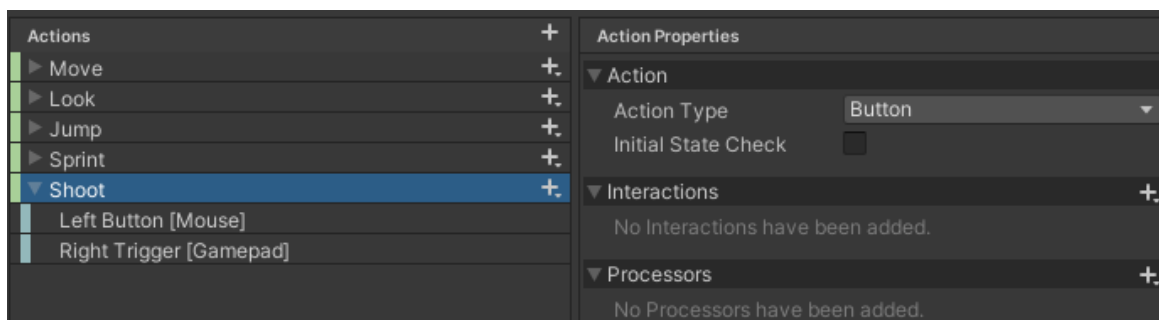 Actions
Move
Look
Jump
Sprint
Shoot
Left Button [Mouse]
Right Trigger [Gamepad]
Action Properties
Action
Action Type Button
Initial State Check
Interactions
No Interactions have been added.
Processors
No Processors have been added.